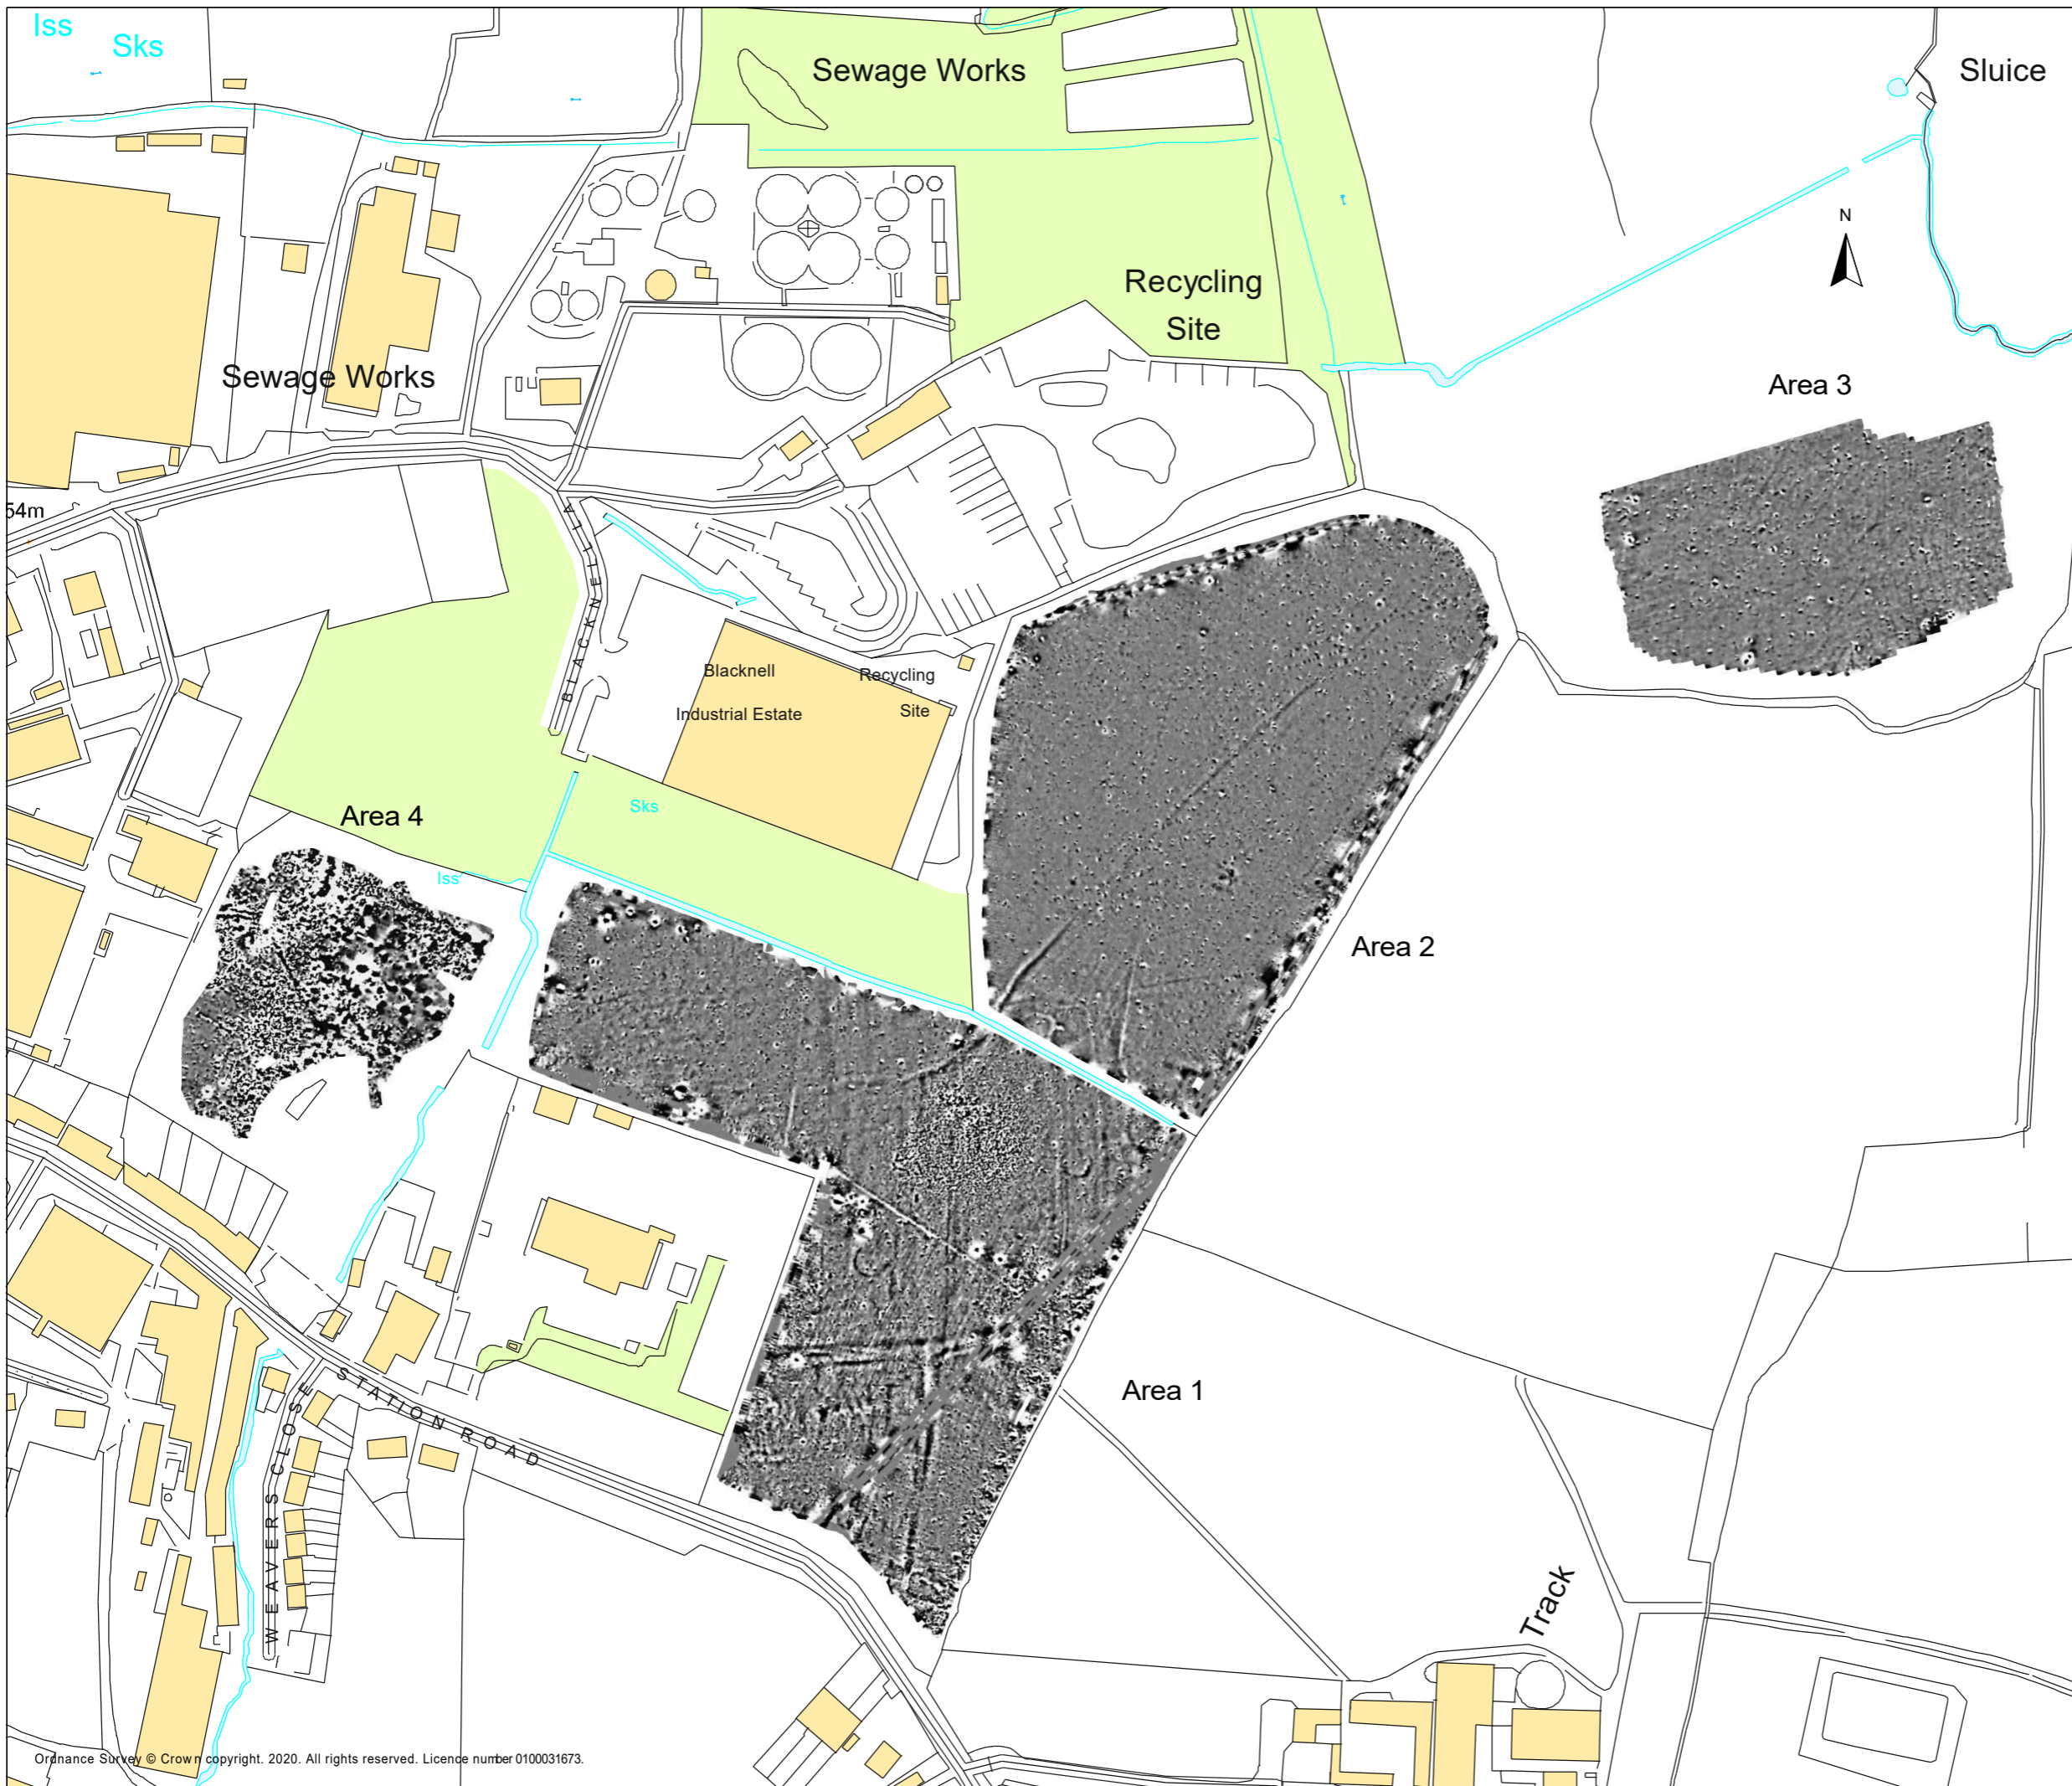 Iss
Sks
Sewage Works
Sluice
N
Recycling
Site
Sewage Works
Area 3
54m
BLACKNELL LA
Blacknell
Industrial Estate
Recycling
Site
Sks
Area 4
Iss
Area 2
Area 1
STATION ROAD
WEAVERS CLOSE
Track
Ordnance Survey © Crown copyright. 2020. All rights reserved. Licence number 0100031673.